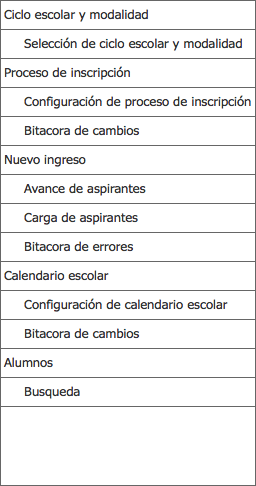 Ciclo escolar y modalidad
Selección de ciclo escolar y modalidad
Proceso de inscripción
Configuración de proceso de inscripción
Bitacora de cambios
Nuevo ingreso
Avance de aspirantes
Carga de aspirantes
Bitacora de errores
Calendario escolar
Configuración de calendario escolar
Bitacora de cambios
Alumnos
Busqueda